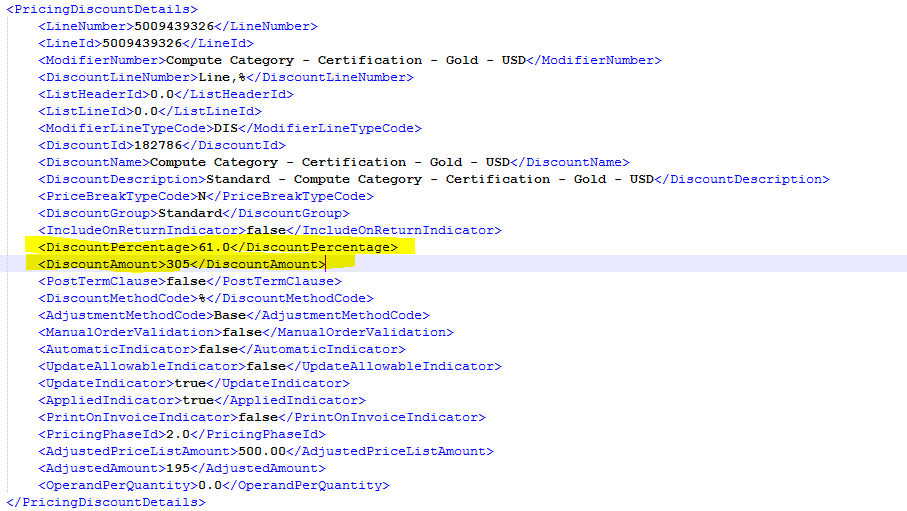 <PricingDiscountDetails>
<LineNumber>5009439326</LineNumber>
<LineId>5009439326</LineId>
<ModifierNumber>Compute Category - Certification - Gold - USD</ModifierNumber>
<DiscountLineNumber>Line,%</DiscountLineNumber>
<ListHeaderId>0.0</ListHeaderId>
<ListLineId>0.0</ListLineId>
<ModifierLineTypeCode>DIS</ModifierLineTypeCode>
<DiscountId>182786</DiscountId>
<DiscountName>Compute Category - Certification - Gold - USD</DiscountName>
<DiscountDescription>Standard - Compute Category - Certification - Gold - USD</DiscountDescription>
<PriceBreakTypeCode>N</PriceBreakTypeCode>
<DiscountGroup>Standard</DiscountGroup>
<IncludeOnReturnIndicator>false</IncludeOnReturnIndicator>
<DiscountPercentage>61.0</DiscountPercentage>
<DiscountAmount>305</DiscountAmount>
<PostTermClause>false</PostTermClause>
<DiscountMethodCode>%</DiscountMethodCode>
<AdjustmentMethodCode>Base</AdjustmentMethodCode>
<ManualOrderValidation>false</ManualOrderValidation>
<AutomaticIndicator>false</AutomaticIndicator>
<UpdateAllowableIndicator>false</UpdateAllowableIndicator>
<UpdateIndicator>true</UpdateIndicator>
<AppliedIndicator>true</AppliedIndicator>
<PrintOnInvoiceIndicator>false</PrintOnInvoiceIndicator>
<PricingPhaseId>2.0</PricingPhaseId>
<AdjustedPriceListAmount>500.00</AdjustedPriceListAmount>
<AdjustedAmount>195</AdjustedAmount>
<OperandPerQuantity>0.0</OperandPerQuantity>
</PricingDiscountDetails>